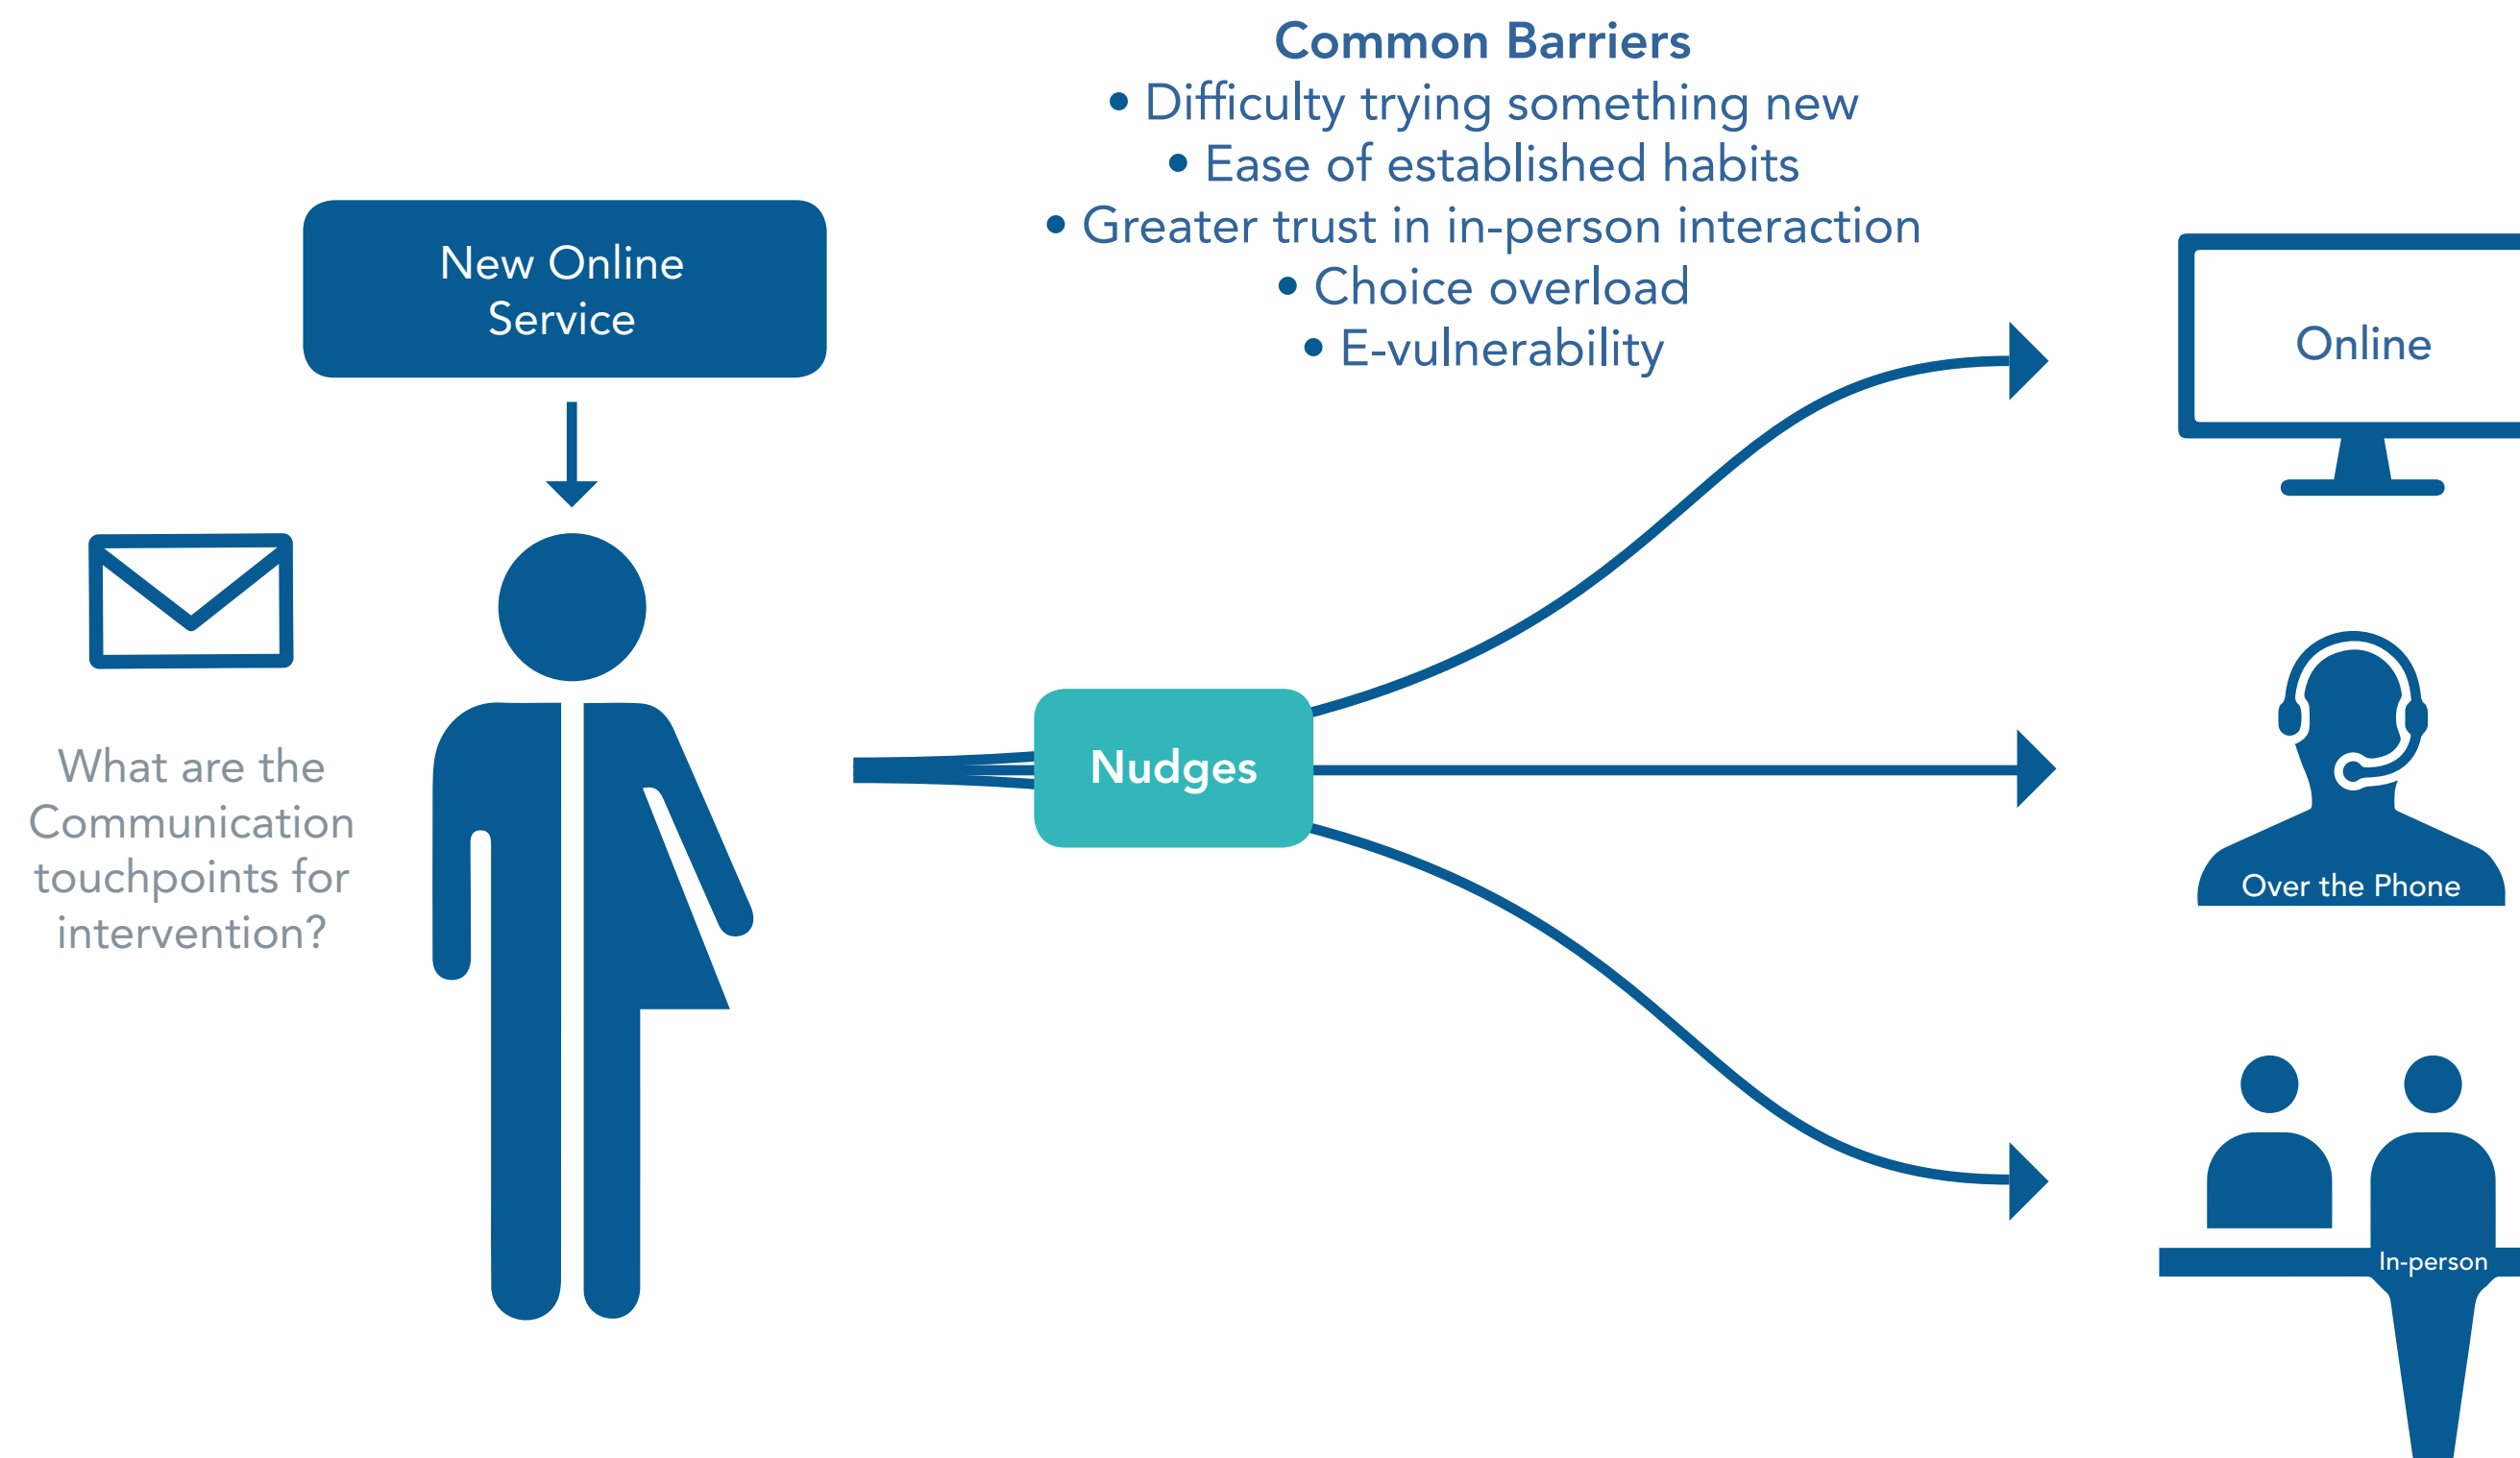 Common Barriers
• Difficulty trying something new
• Ease of established habits
• Greater trust in in-person interaction
• Choice overload
• E-vulnerability
New Online
Service
Online
What are the
Communication
touchpoints for
intervention?
Nudges
Over the Phone
In-person